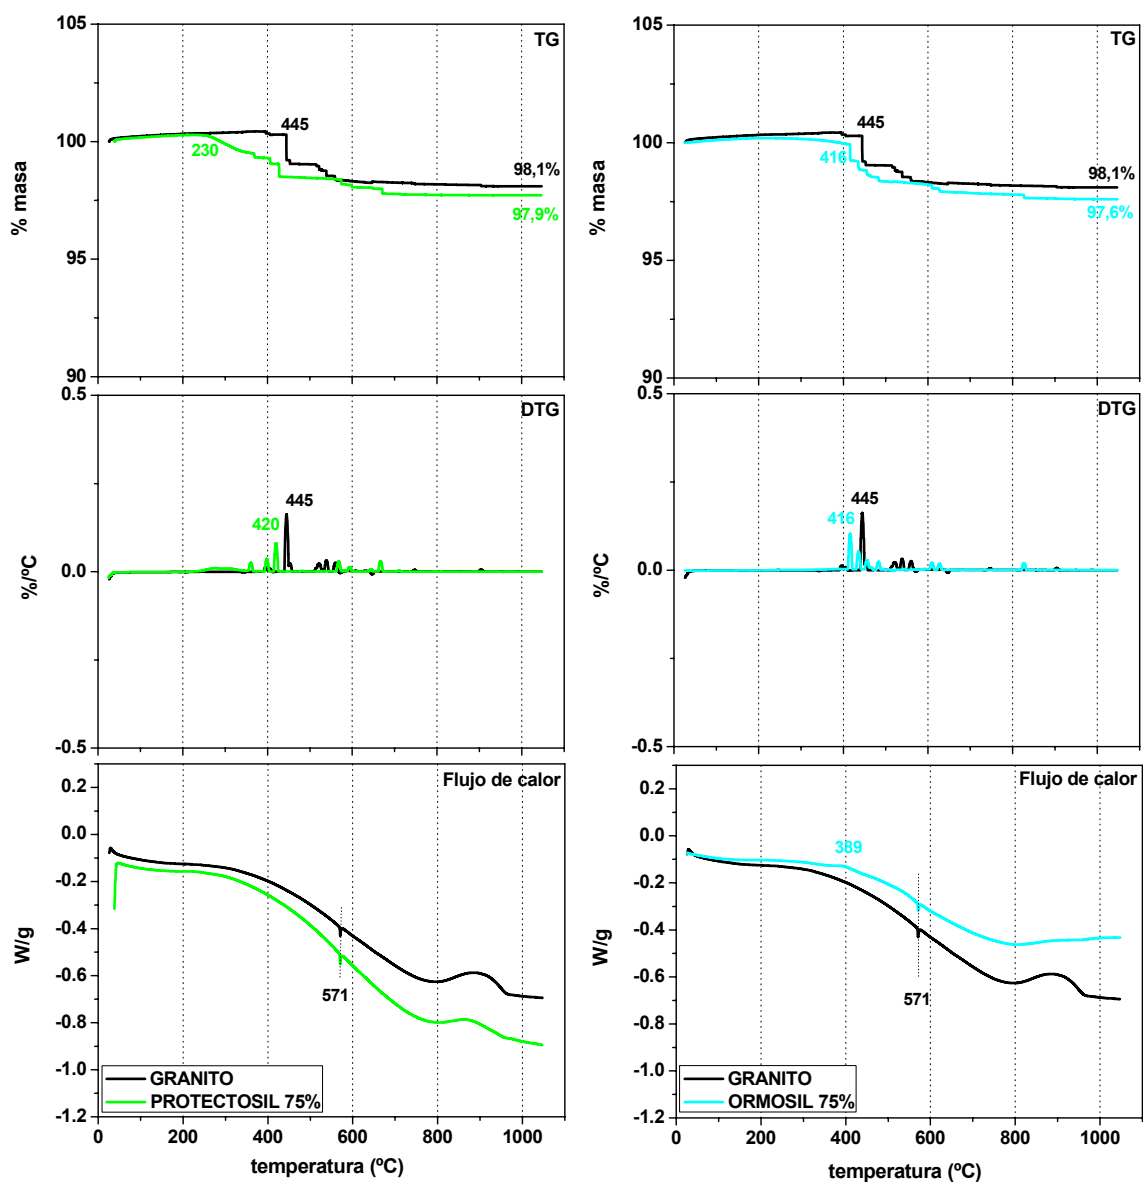 105
TG
100
445
230
98,1%
97,9%
95
90
% masa
0.5
DTG
445
420
0.0
-0.5
%/ºC
Flujo de calor
0.2
0.0
-0.2
-0.4
-0.6
-0.8
-1.0
-1.2
W/g
571
GRANITO
PROTECTOSIL 75%
0 200 400 600 800 1000
temperatura (ºC)
105
TG
100
445
416
98,1%
97,6%
95
90
% masa
0.5
DTG
445
416
0.0
-0.5
%/ºC
Flujo de calor
0.2
0.0
-0.2
-0.4
-0.6
-0.8
-1.0
-1.2
W/g
389
571
GRANITO
ORMOSIL 75%
0 200 400 600 800 1000
temperatura (ºC)